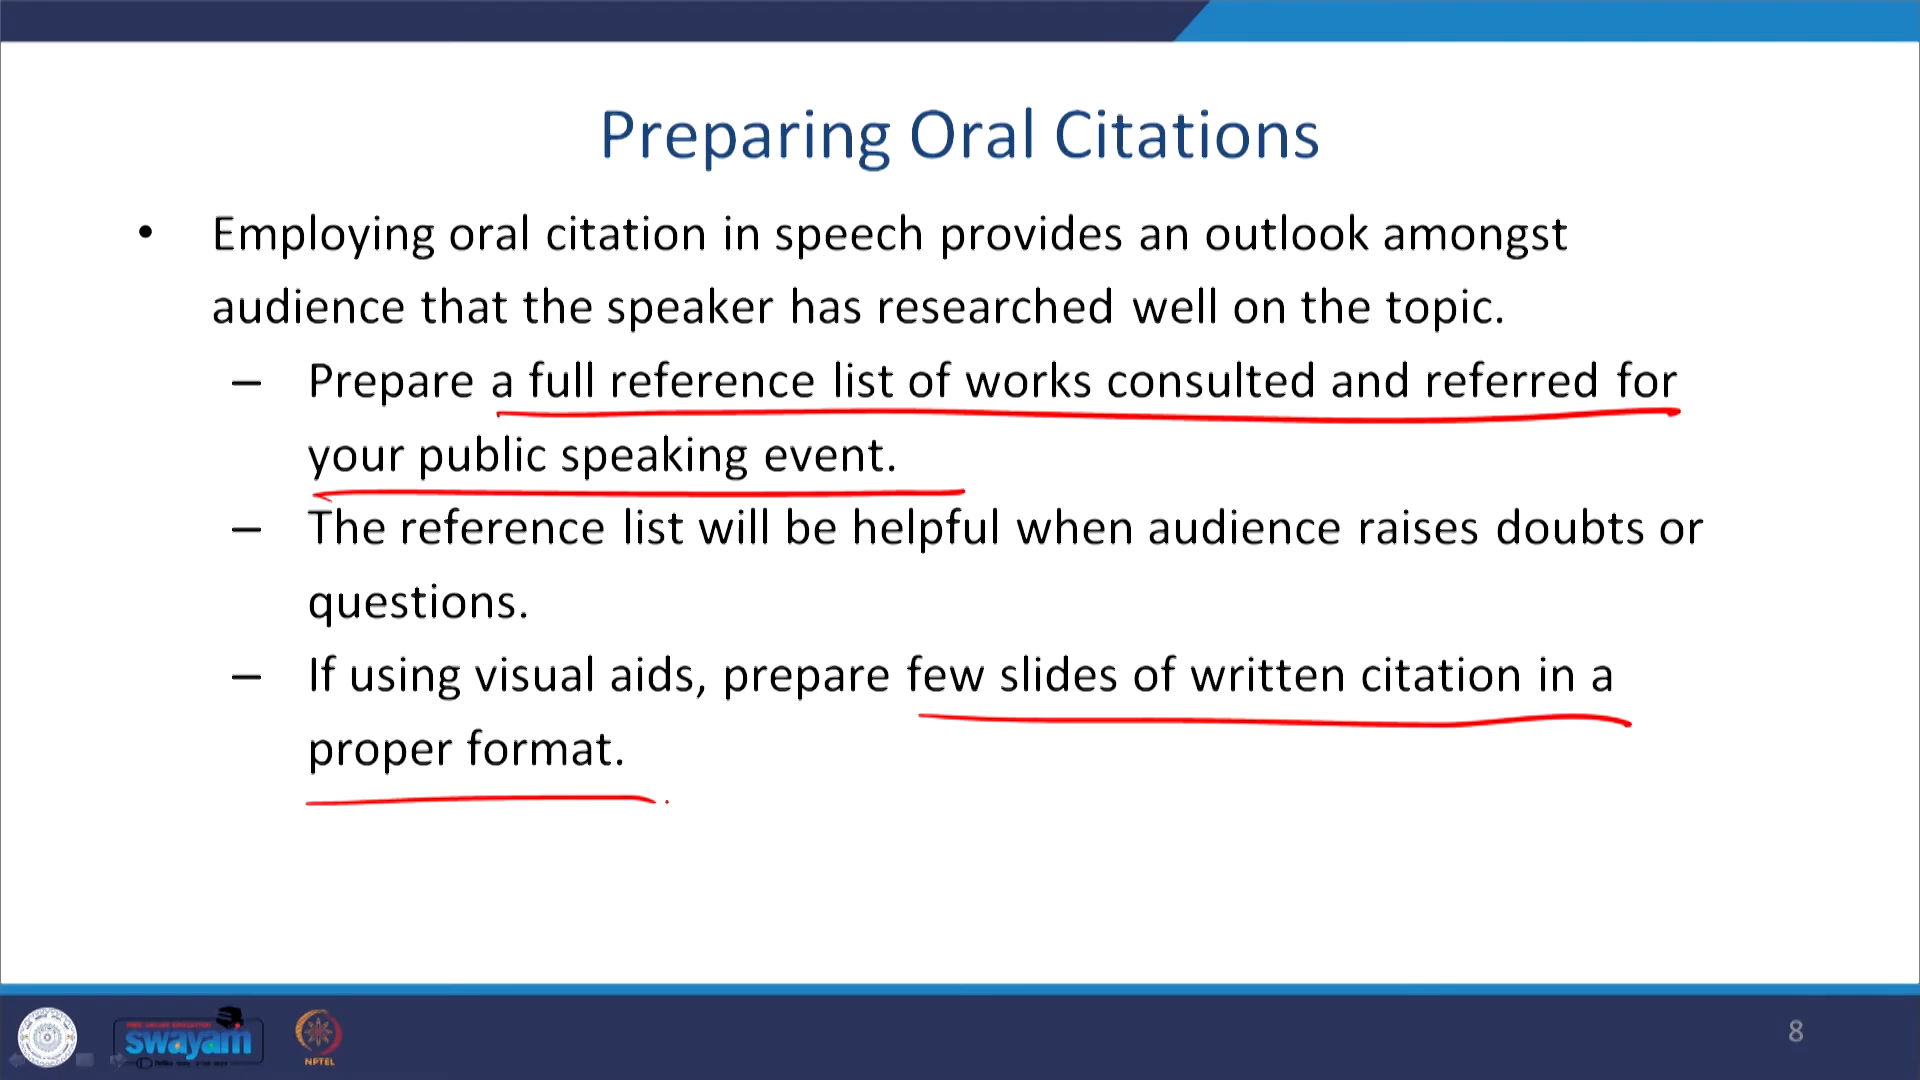 Preparing Oral Citations
• Employing oral citation in speech provides an outlook amongst
audience that the speaker has researched well on the topic.
– Prepare a full reference list of works consulted and referred for
your public speaking event.
– The reference list will be helpful when audience raises doubts or
questions.
– If using visual aids, prepare few slides of written citation in a
proper format.
FREE ONLINE EDUCATION
swayam
NPTEL
8